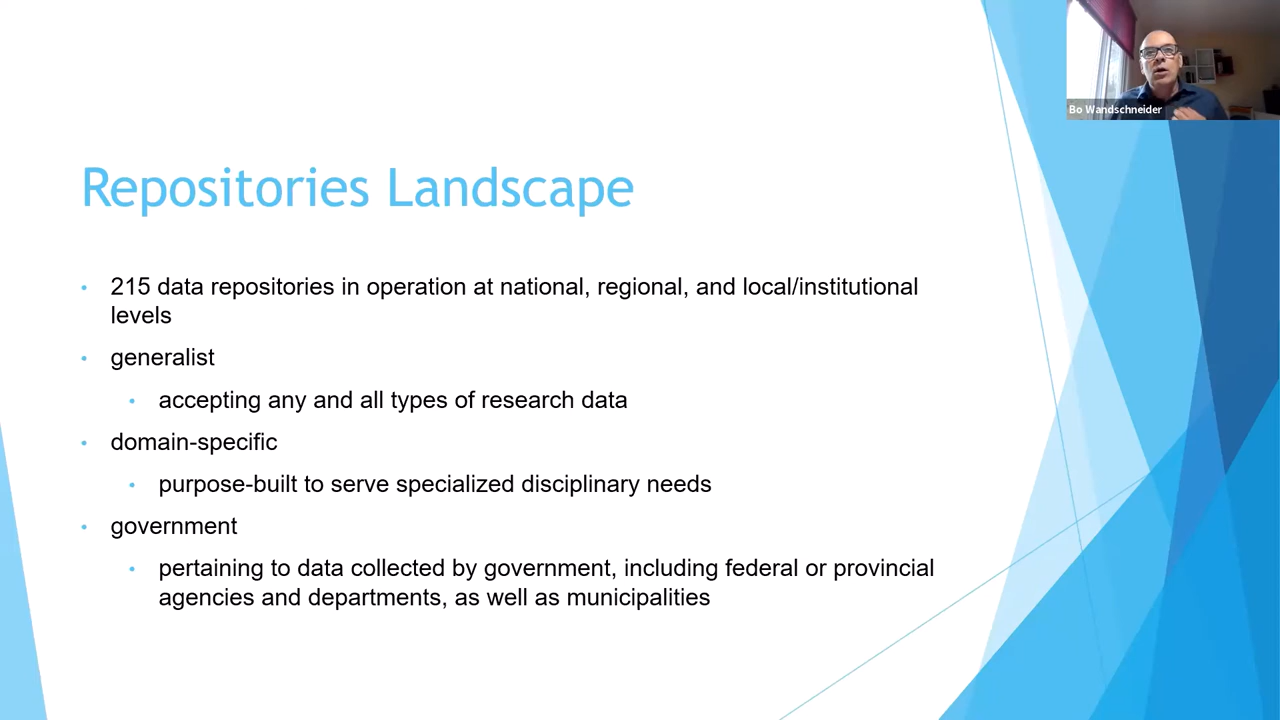 Bo Wandschneider
Repositories Landscape
• 215 data repositories in operation at national, regional, and local/institutional
levels
• generalist
• accepting any and all types of research data
• domain-specific
• purpose-built to serve specialized disciplinary needs
• government
• pertaining to data collected by government, including federal or provincial
agencies and departments, as well as municipalities